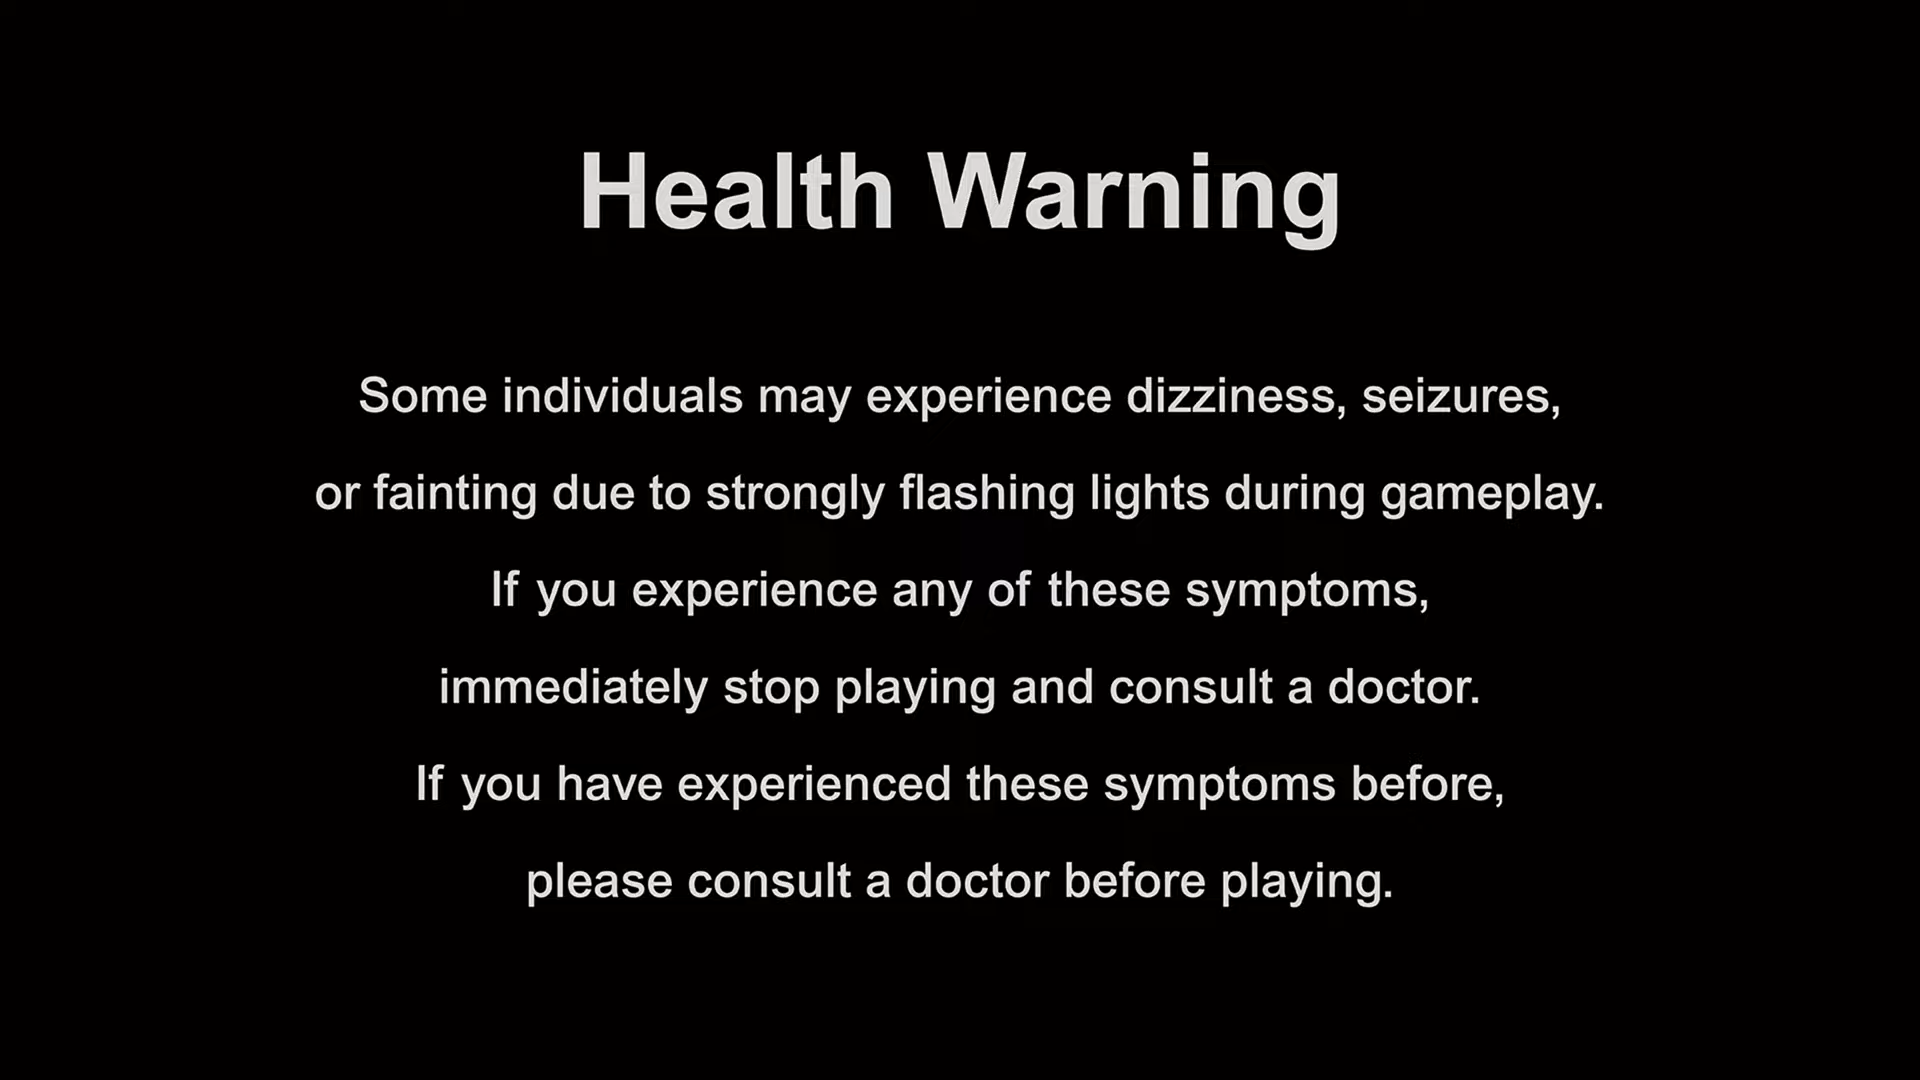 Health Warning
Some individuals may experience dizziness, seizures,
or fainting due to strongly flashing lights during gameplay.
If you experience any of these symptoms,
immediately stop playing and consult a doctor.
If you have experienced these symptoms before,
please consult a doctor before playing.